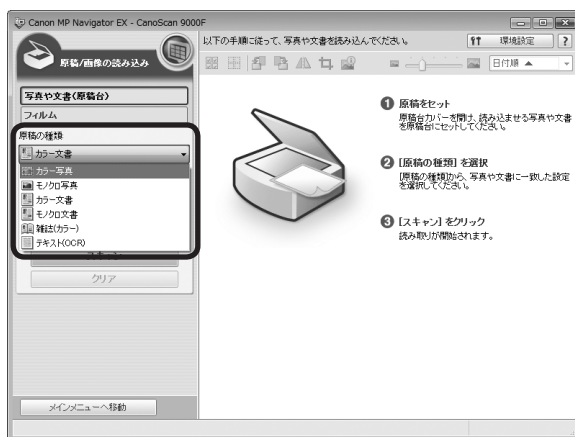 Canon MP Navigator EX - CanoScan 9000F
原稿/画像の読み込み
以下の手順に従って、写真や文書を読み込んでください。
環境設定
?
日付順
写真や文書(原稿台)
フィルム
原稿の種類
カラー文書
カラー写真
モノクロ写真
カラー文書
モノクロ文書
雑誌(カラー)
テキスト(OCR)
クリア
メインメニューへ移動
1 原稿をセット
原稿台カバーを開け、読み込ませる写真や文書
を原稿台にセットしてください。
2 [原稿の種類] を選択
[原稿の種類]から、写真や文書に一致した設定
を選択してください。
3 [スキャン] をクリック
読み取りが開始されます。